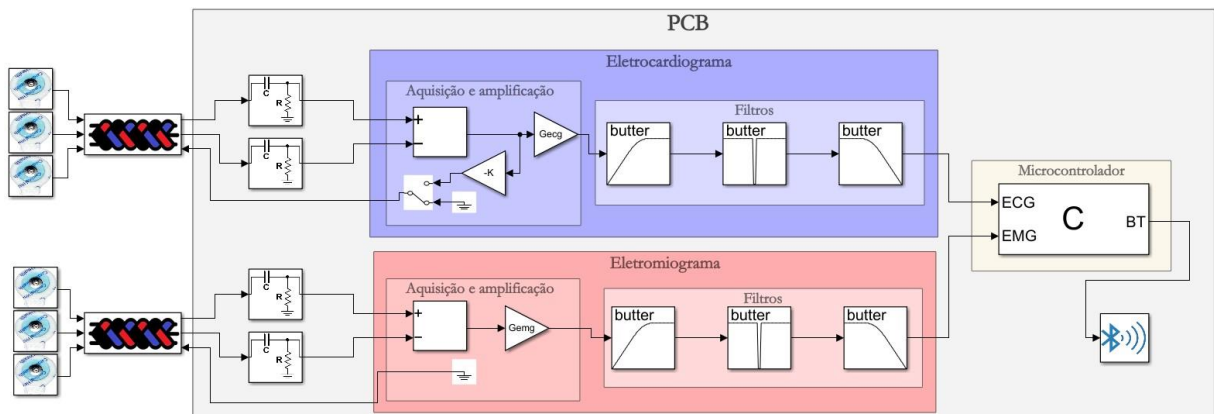 PCB
Eletrocardiograma
Aquisição e amplificação
Filtros
C
R
C
R
+
−
Gecg
-K
butter
butter
butter
Microcontrolador
ECG
EMG
C
BT
Eletromiograma
Aquisição e amplificação
Filtros
C
R
C
R
+
−
Gemg
butter
butter
butter